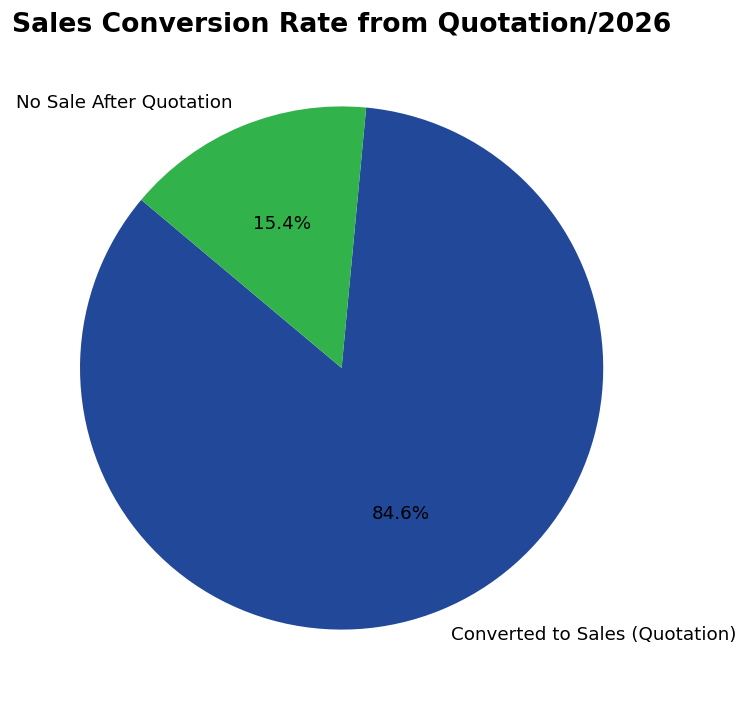 Sales Conversion Rate from Quotation/2026
No Sale After Quotation
15.4%
84.6%
Converted to Sales (Quotation)